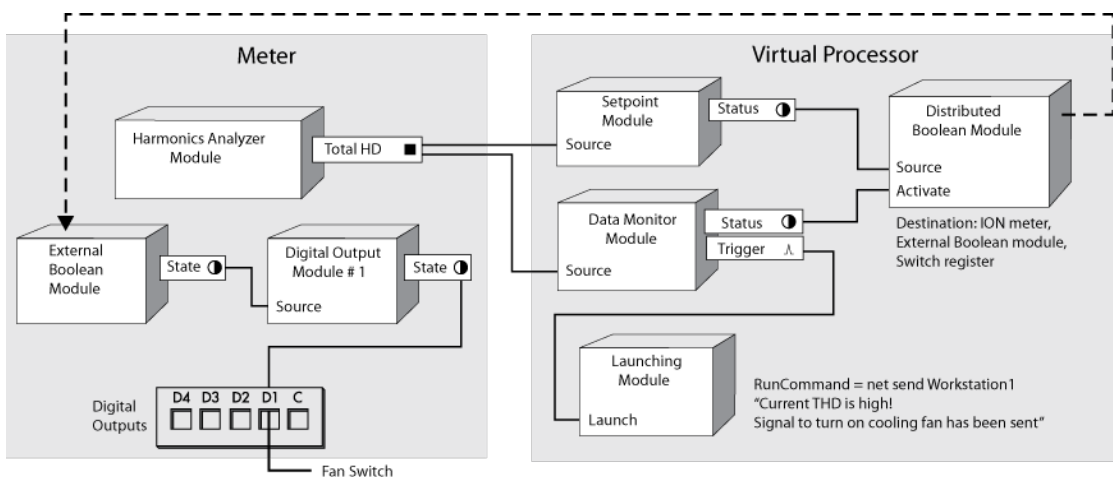 Meter
Virtual Processor
Harmonics Analyzer
Module
Total HD
Setpoint
Module
Source
Status
Distributed
Boolean Module
Source
Activate
Destination: ION meter,
External Boolean module,
Switch register
External
Boolean
Module
State
Digital Output
Module # 1
Source
State
Data Monitor
Module
Source
Status
Trigger
Launching
Module
Launch
RunCommand = net send Workstation1
"Current THD is high!
Signal to turn on cooling fan has been sent"
Digital
Outputs
D4 D3 D2 D1 C
Fan Switch